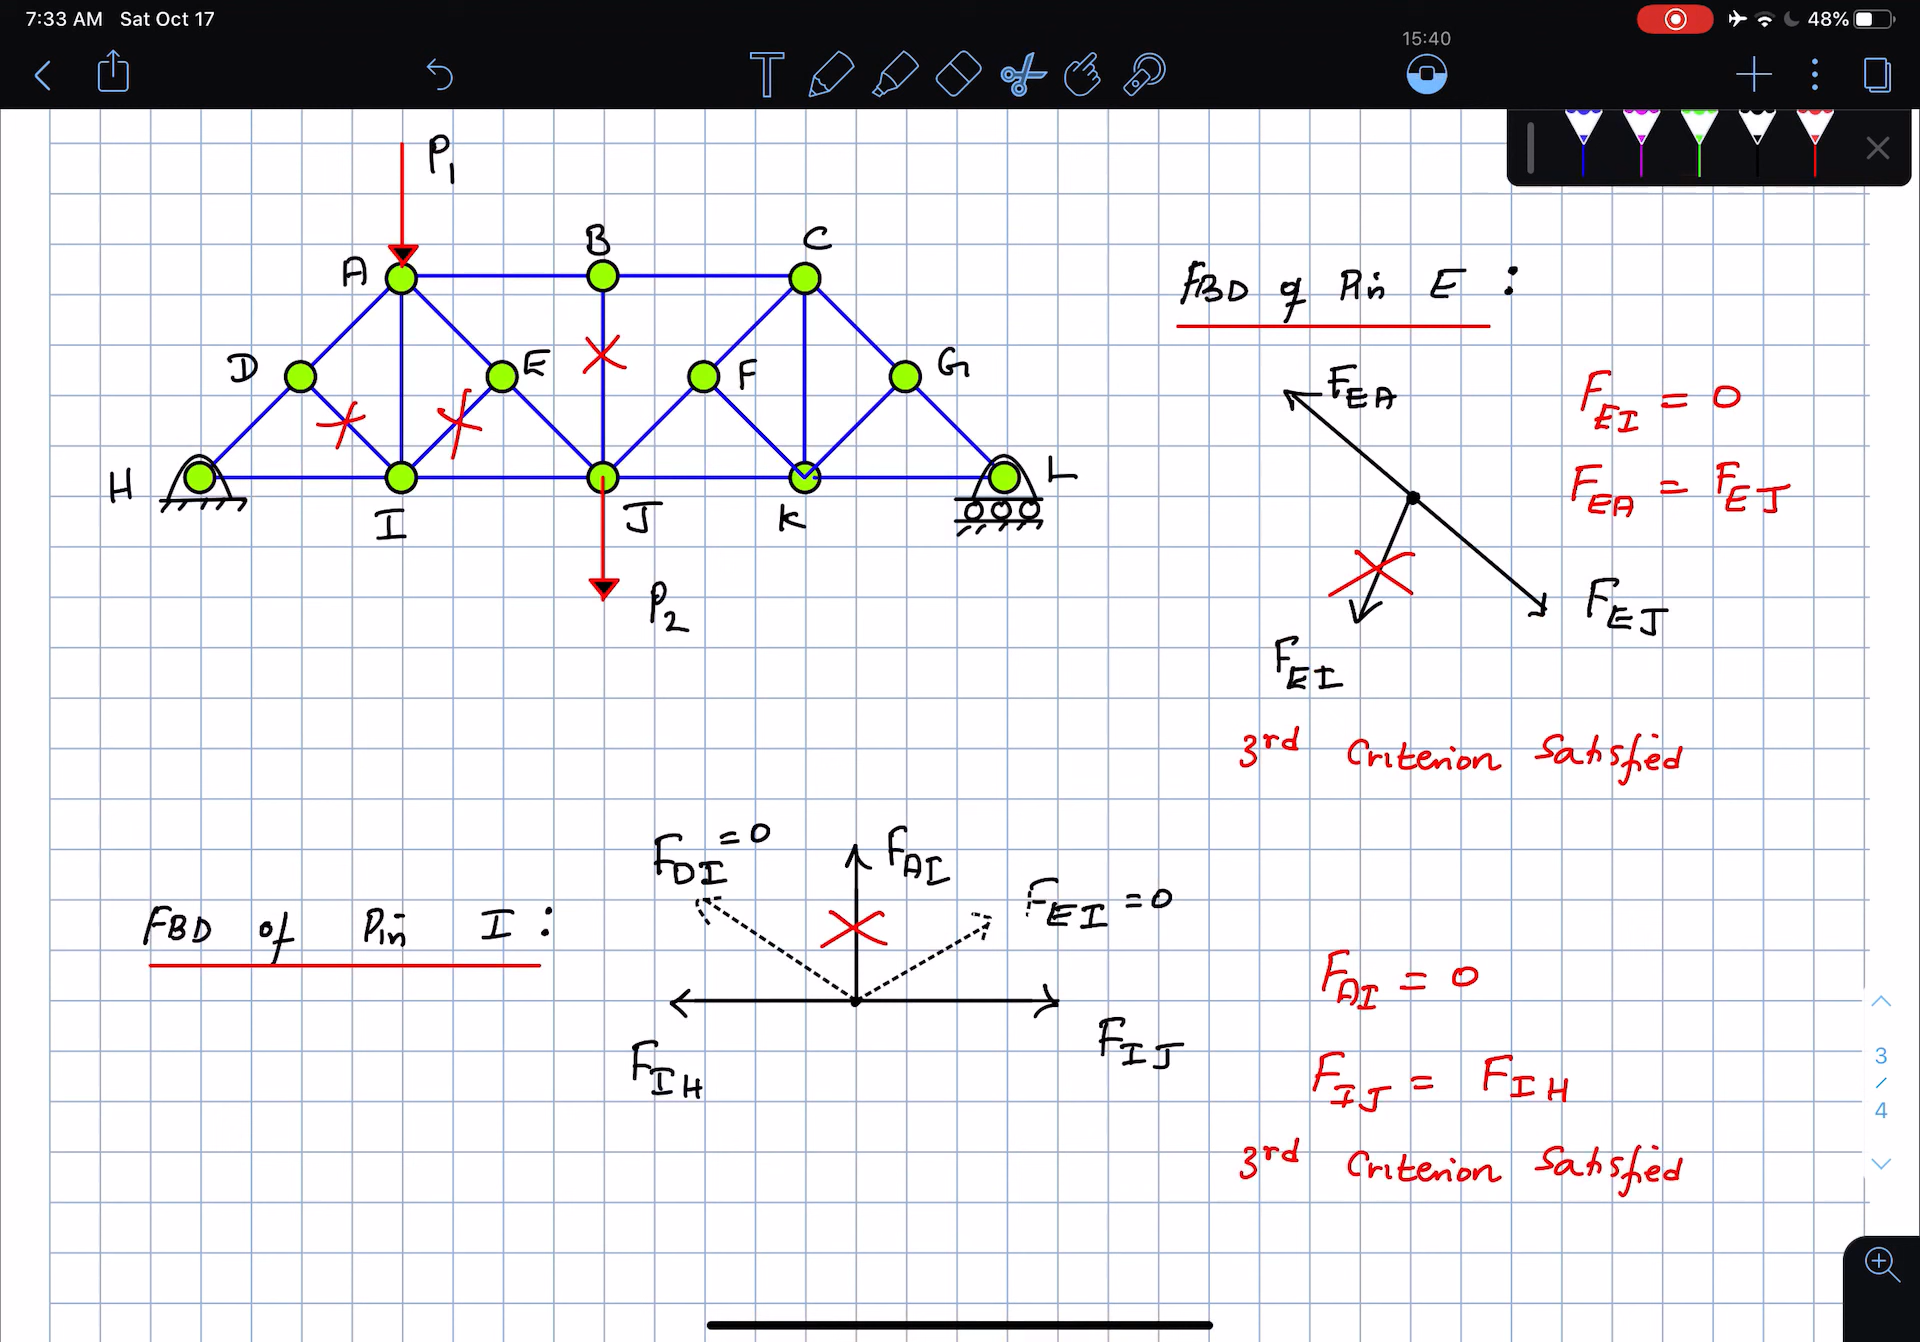 7:33 AM Sat Oct 17
48%
15:40
P1
A
B
C
D
E
F
G
H
I
J
K
L
P2
FBD of Pin E :
FEA
FEI = 0
FEA = FEJ
FEJ
FEI
3rd Criterion Satisfied
FBD of Pin I :
FDI = 0
FAI
FEI = 0
FIH
FIJ
FAI = 0
FIJ = FIH
3rd Criterion Satisfied
3
/
4